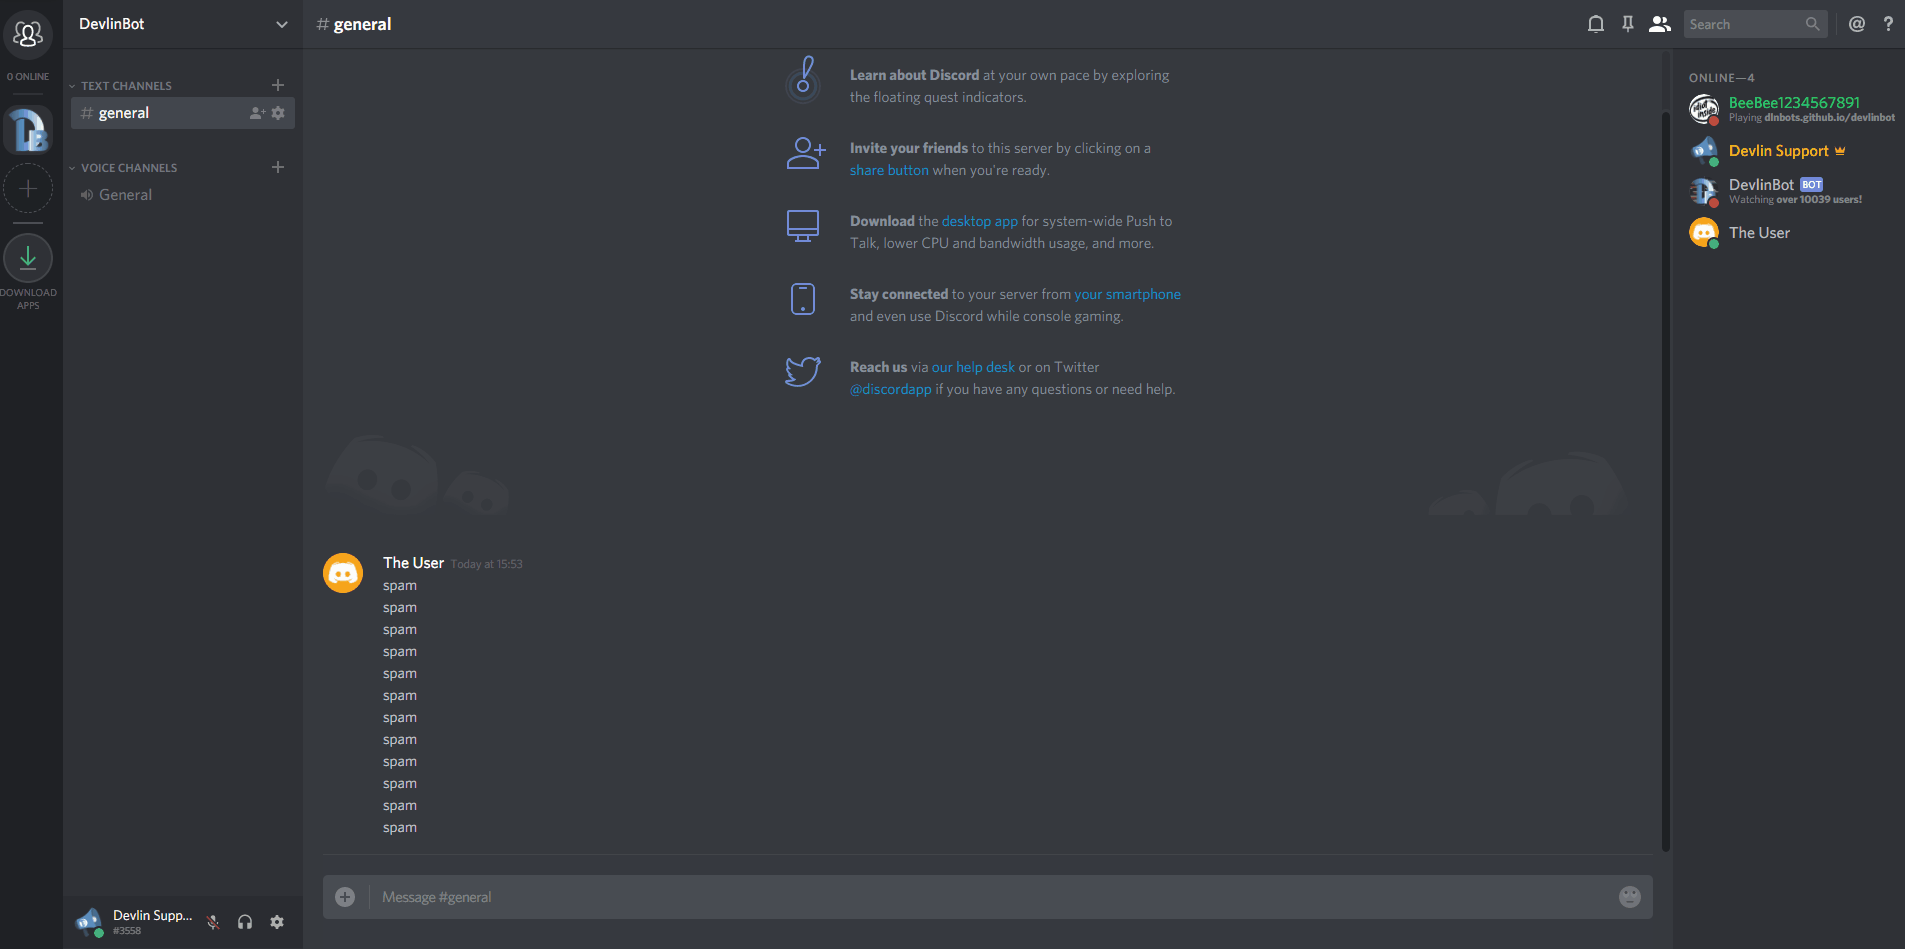 DevlinBot
# general
Search
@ ?
0 ONLINE
TEXT CHANNELS
# general
VOICE CHANNELS
General
DB
DOWNLOAD
APPS
Learn about Discord at your own pace by exploring
the floating quest indicators.
Invite your friends to this server by clicking on a
share button when you're ready.
Download the desktop app for system-wide Push to
Talk, lower CPU and bandwidth usage, and more.
Stay connected to your server from your smartphone
and even use Discord while console gaming.
Reach us via our help desk or on Twitter
@discordapp if you have any questions or need help.
The User Today at 15:53
spam
spam
spam
spam
spam
spam
spam
spam
spam
spam
spam
spam
Message #general
Devlin Supp...
#3558
ONLINE—4
idiot
inside
BeeBee1234567891
Playing dlnbots.github.io/devlinbot
Devlin Support
DevlinBot BOT
Watching over 10039 users!
The User